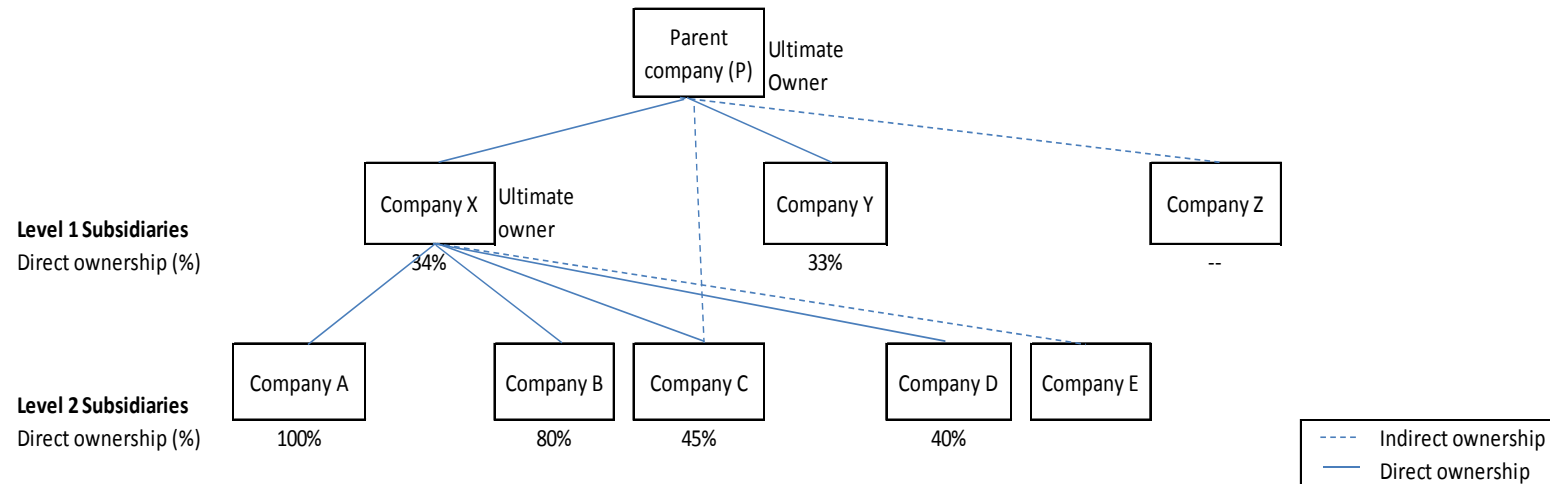 Parent
company (P)
Ultimate
Owner
Company X
Ultimate
owner
Company Y
Company Z
Level 1 Subsidiaries
Direct ownership (%)
34%
33%
--
Company A
Company B
Company C
Company D
Company E
Level 2 Subsidiaries
Direct ownership (%)
100%
80%
45%
40%
Indirect ownership
Direct ownership